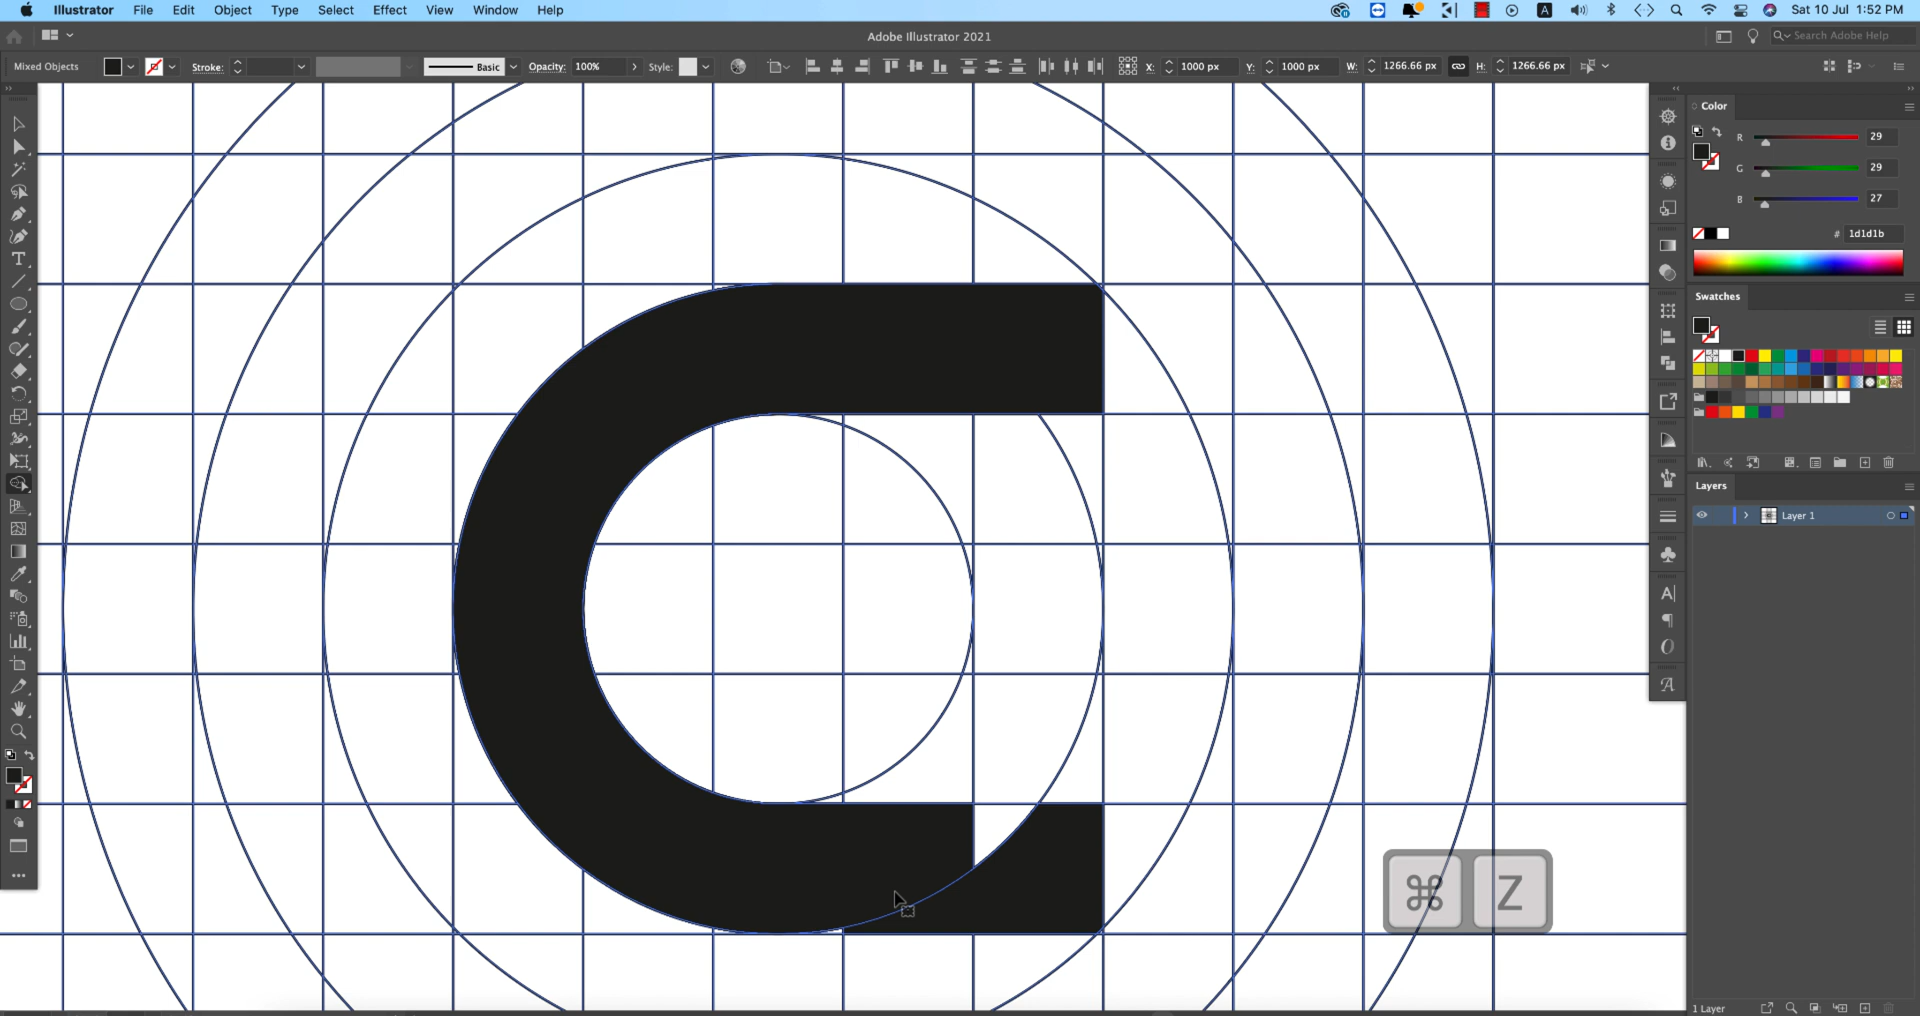 Illustrator File Edit Object Type Select Effect View Window Help
A
Sat 10 Jul 1:52 PM
Adobe Illustrator 2021
Search Adobe Help
Mixed Objects
Stroke:
Basic
Opacity: 100%
Style:
X: 1000 px
Y: 1000 px
W: 1266.66 px
H: 1266.66 px
Color
R 29
G 29
B 27
# 1d1d1b
Swatches
Layers
Layer 1
⌘ Z
1 Layer